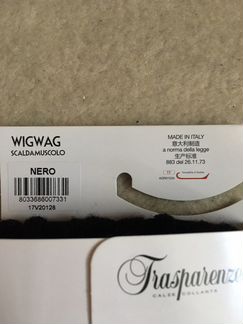 WIGWAG
SCALDAMUSCOLO
NERO
8033686007331
17V20128
MADE IN ITALY
意大利制造
a norma della legge
生产标准
883 del 26.11.73
Trasparenze
CALZE COLLANTS